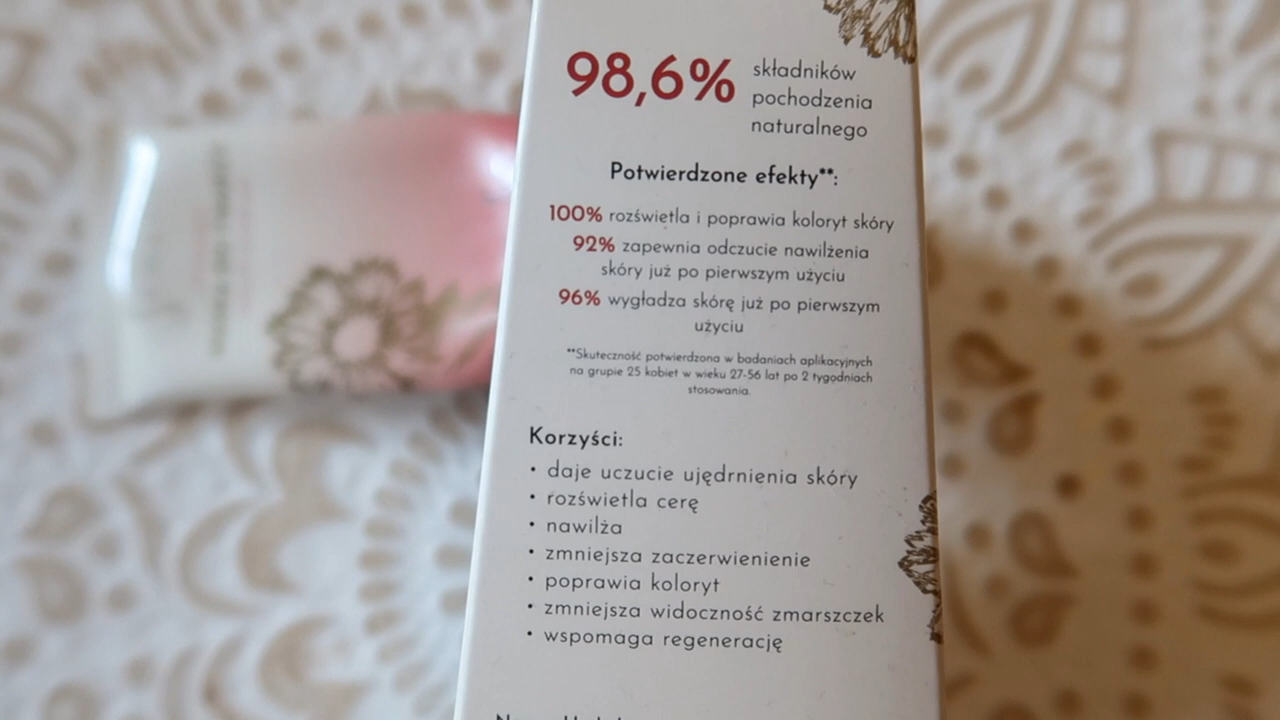 98,6% składników
pochodzenia
naturalnego
Potwierdzone efekty**:
100% rozświetla i poprawia koloryt skóry
92% zapewnia odczucie nawilżenia
skóry już po pierwszym użyciu
96% wygładza skórę już po pierwszym
użyciu
**Skuteczność potwierdzona w badaniach aplikacyjnych
na grupie 25 kobiet w wieku 27-56 lat po 2 tygodniach
stosowania.
Korzyści:
• daje uczucie ujędrnienia skóry
• rozświetla cerę
• nawilża
• zmniejsza zaczerwienienie
• poprawia koloryt
• zmniejsza widoczność zmarszczek
• wspomaga regenerację